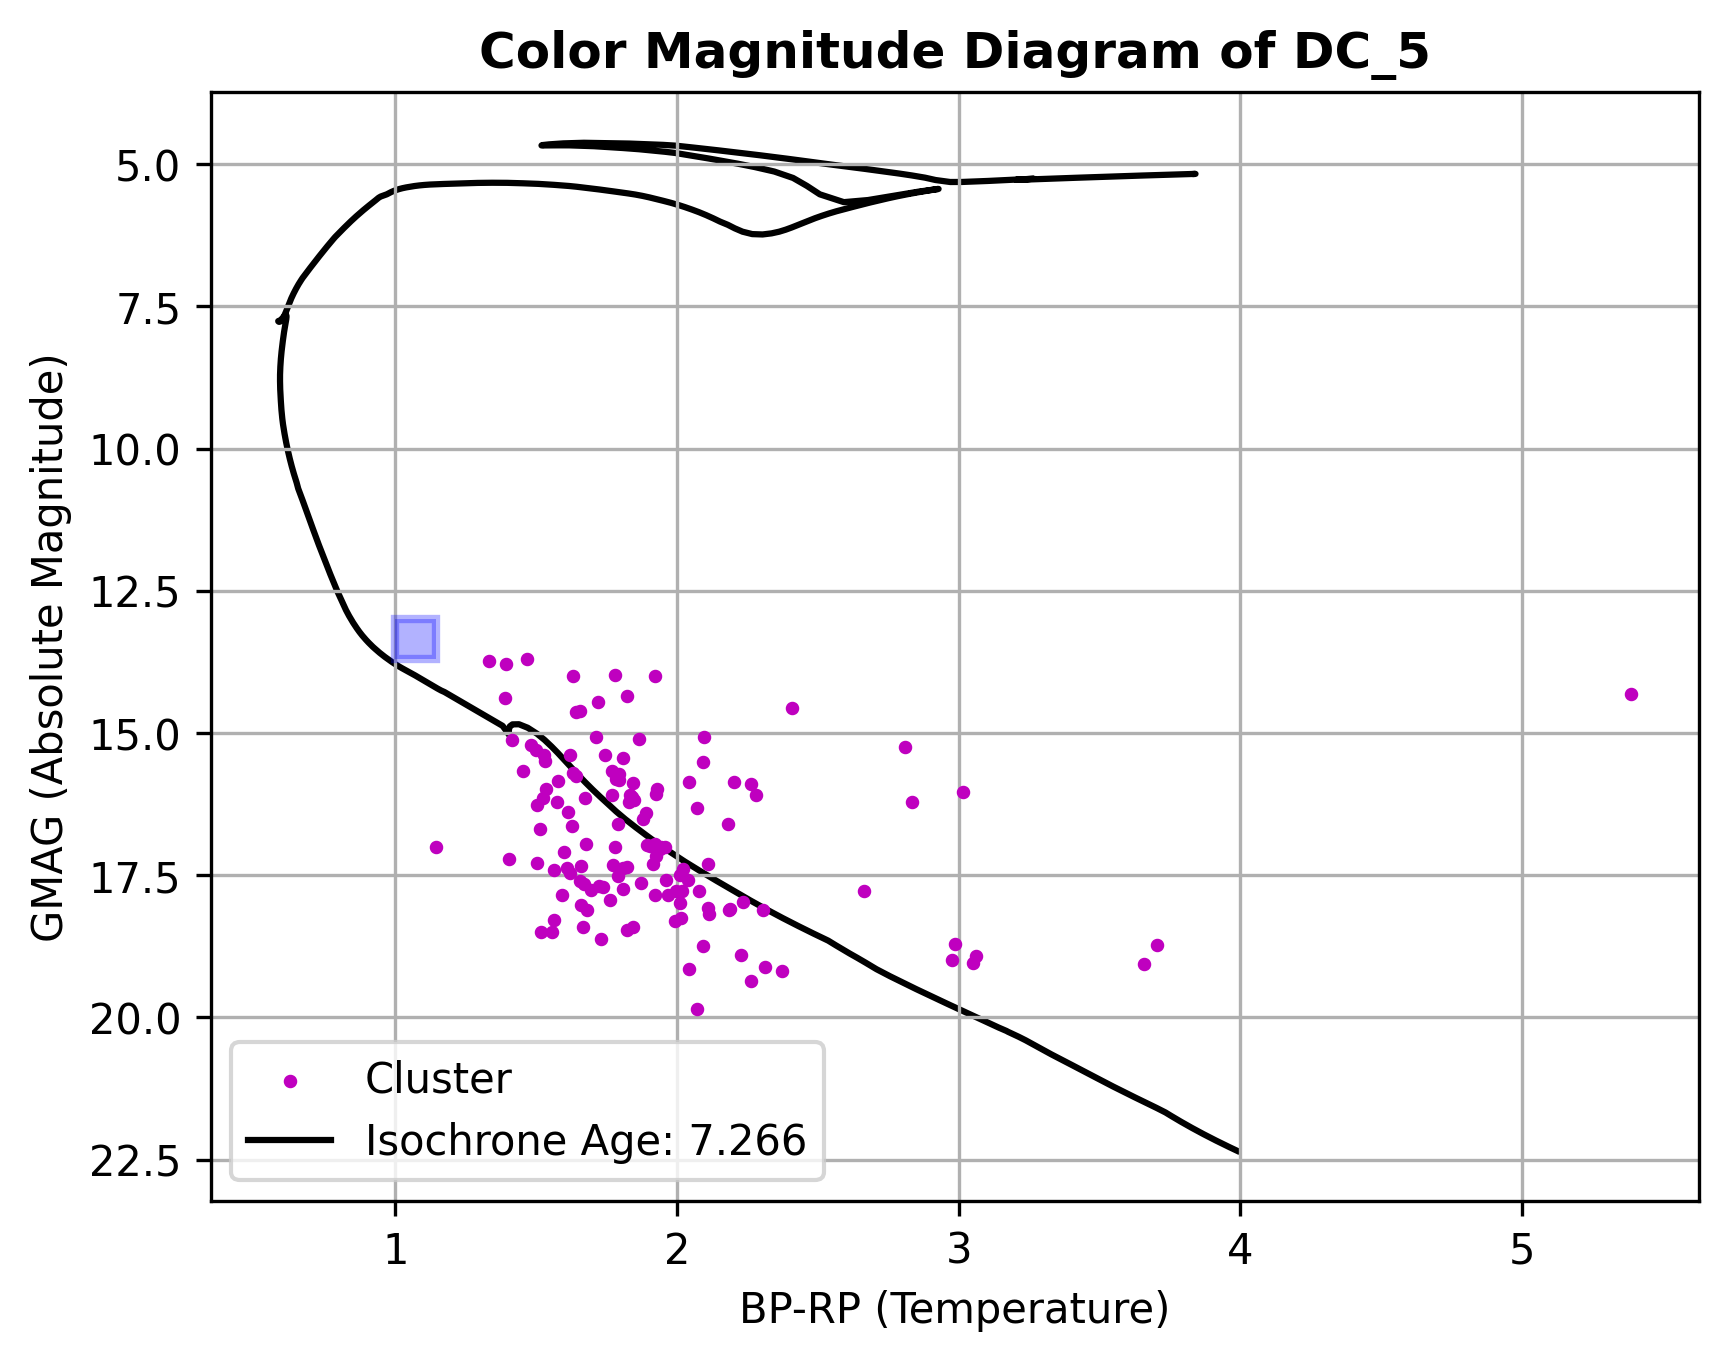 Color Magnitude Diagram of DC_5
GMAG (Absolute Magnitude)
5.0
7.5
10.0
12.5
15.0
17.5
20.0
22.5
Cluster
Isochrone Age: 7.266
1 2 3 4 5
BP-RP (Temperature)